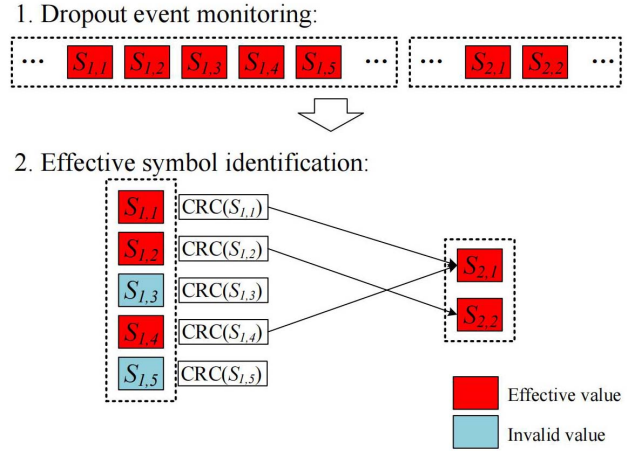 1. Dropout event monitoring:
... S1,1 S1,2 S1,3 S1,4 S1,5 ... ... S2,1 S2,2 ...
2. Effective symbol identification:
S1,1 CRC(S1,1)
S1,2 CRC(S1,2)
S2,1
S1,3 CRC(S1,3)
S2,2
S1,4 CRC(S1,4)
S1,5 CRC(S1,5)
Effective value
Invalid value